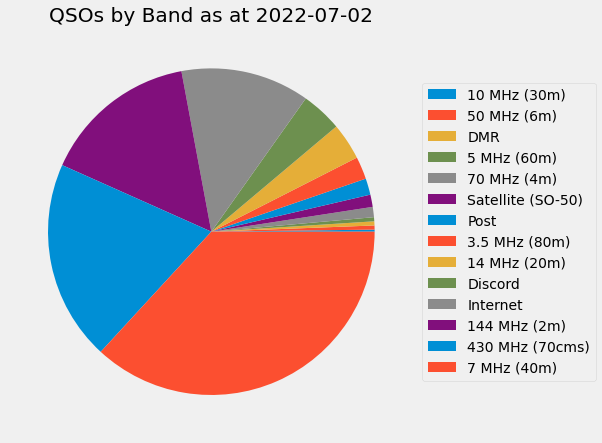 QSOs by Band as at 2022-07-02
10 MHz (30m)
50 MHz (6m)
DMR
5 MHz (60m)
70 MHz (4m)
Satellite (SO-50)
Post
3.5 MHz (80m)
14 MHz (20m)
Discord
Internet
144 MHz (2m)
430 MHz (70cms)
7 MHz (40m)